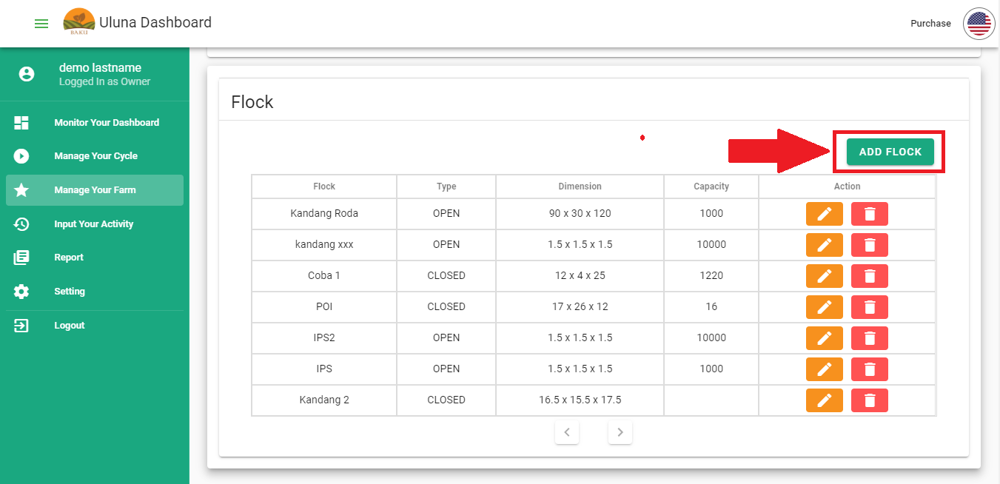 BAKU
Uluna Dashboard
Purchase
demo lastname
Logged In as Owner
Monitor Your Dashboard
Manage Your Cycle
Manage Your Farm
Input Your Activity
Report
Setting
Logout
Flock
ADD FLOCK
Flock Type Dimension Capacity Action
Kandang Roda OPEN 90 x 30 x 120 1000
kandang xxx OPEN 1.5 x 1.5 x 1.5 10000
Coba 1 CLOSED 12 x 4 x 25 1220
POI CLOSED 17 x 26 x 12 16
IPS2 OPEN 1.5 x 1.5 x 1.5 10000
IPS OPEN 1.5 x 1.5 x 1.5 1000
Kandang 2 CLOSED 16.5 x 15.5 x 17.5